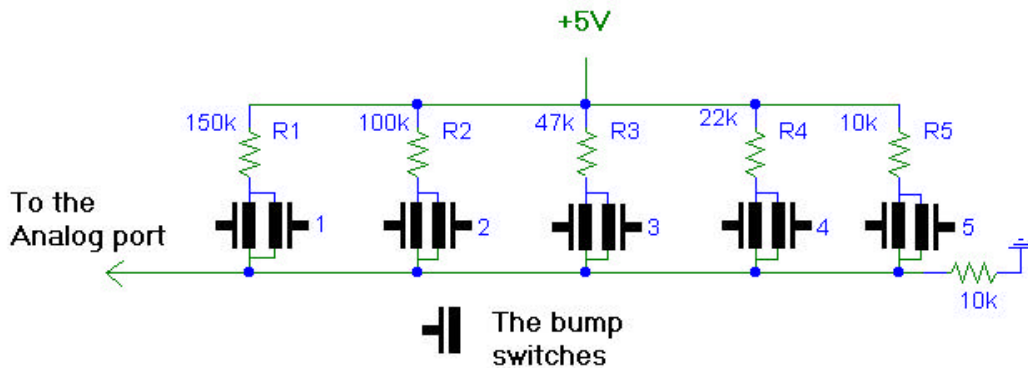 +5V
150k R1
100k R2
47k R3
22k R4
10k R5
To the
Analog port
1
2
3
4
5
10k
The bump
switches